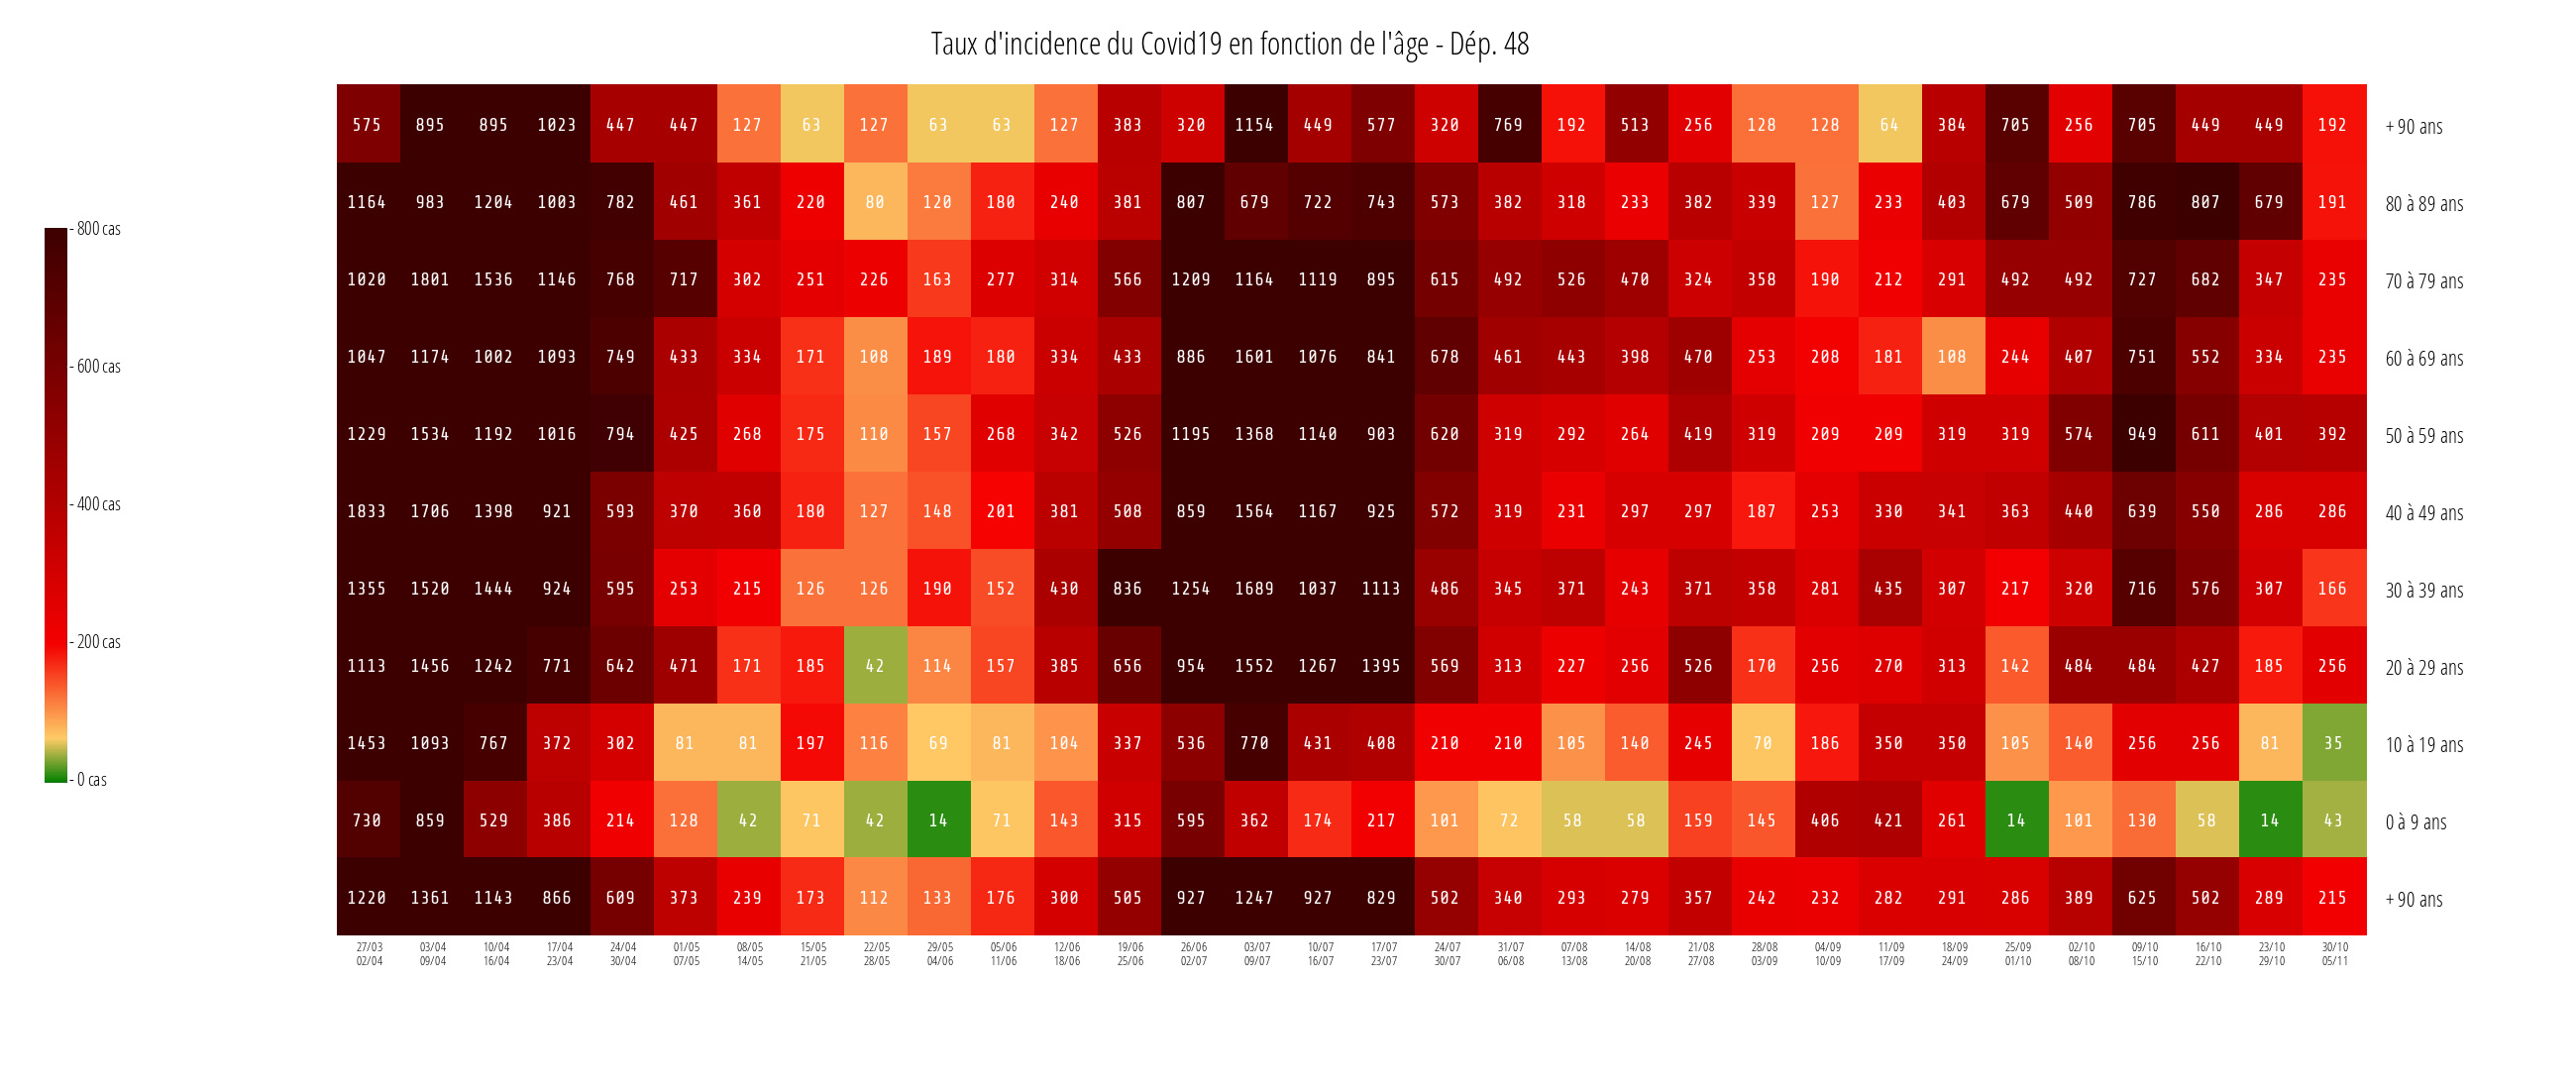 Taux d'incidence du Covid19 en fonction de l'âge - Dép. 48
575 895 895 1023 447 447 127 63 127 63 63 127 383 320 1154 449 577 320 769 192 513 256 128 128 64 384 705 256 705 449 449 192 + 90 ans
1164 983 1204 1003 782 461 361 220 80 120 180 240 381 807 679 722 743 573 382 318 233 382 339 127 233 403 679 509 786 807 679 191 80 à 89 ans
- 800 cas
1020 1801 1536 1146 768 717 302 251 226 163 277 314 566 1209 1164 1119 895 615 492 526 470 324 358 190 212 291 492 492 727 682 347 235 70 à 79 ans
1047 1174 1002 1093 749 433 334 171 108 189 180 334 433 886 1601 1076 841 678 461 443 398 470 253 208 181 108 244 407 751 552 334 235 60 à 69 ans
- 600 cas
1229 1534 1192 1016 794 425 268 175 110 157 268 342 526 1195 1368 1140 903 620 319 292 264 419 319 209 209 319 319 574 949 611 401 392 50 à 59 ans
- 400 cas
1833 1706 1398 921 593 370 360 180 127 148 201 381 508 859 1564 1167 925 572 319 231 297 297 187 253 330 341 363 440 639 550 286 286 40 à 49 ans
1355 1520 1444 924 595 253 215 126 126 190 152 430 836 1254 1689 1037 1113 486 345 371 243 371 358 281 435 307 217 320 716 576 307 166 30 à 39 ans
- 200 cas
1113 1456 1242 771 642 471 171 185 42 114 157 385 656 954 1552 1267 1395 569 313 227 256 526 170 256 270 313 142 484 484 427 185 256 20 à 29 ans
1453 1093 767 372 302 81 81 197 116 69 81 104 337 536 770 431 408 210 210 105 140 245 70 186 350 350 105 140 256 256 81 35 10 à 19 ans
- 0 cas
730 859 529 386 214 128 42 71 42 14 71 143 315 595 362 174 217 101 72 58 58 159 145 406 421 261 14 101 130 58 14 43 0 à 9 ans
1220 1361 1143 866 609 373 239 173 112 133 176 300 505 927 1247 927 829 502 340 293 279 357 242 232 282 291 286 389 625 502 289 215 + 90 ans
27/03 03/04 10/04 17/04 24/04 01/05 08/05 15/05 22/05 29/05 05/06 12/06 19/06 26/06 03/07 10/07 17/07 24/07 31/07 07/08 14/08 21/08 28/08 04/09 11/09 18/09 25/09 02/10 09/10 16/10 23/10 30/10
02/04 09/04 16/04 23/04 30/04 07/05 14/05 21/05 28/05 04/06 11/06 18/06 25/06 02/07 09/07 16/07 23/07 30/07 06/08 13/08 20/08 27/08 03/09 10/09 17/09 24/09 01/10 08/10 15/10 22/10 29/10 05/11